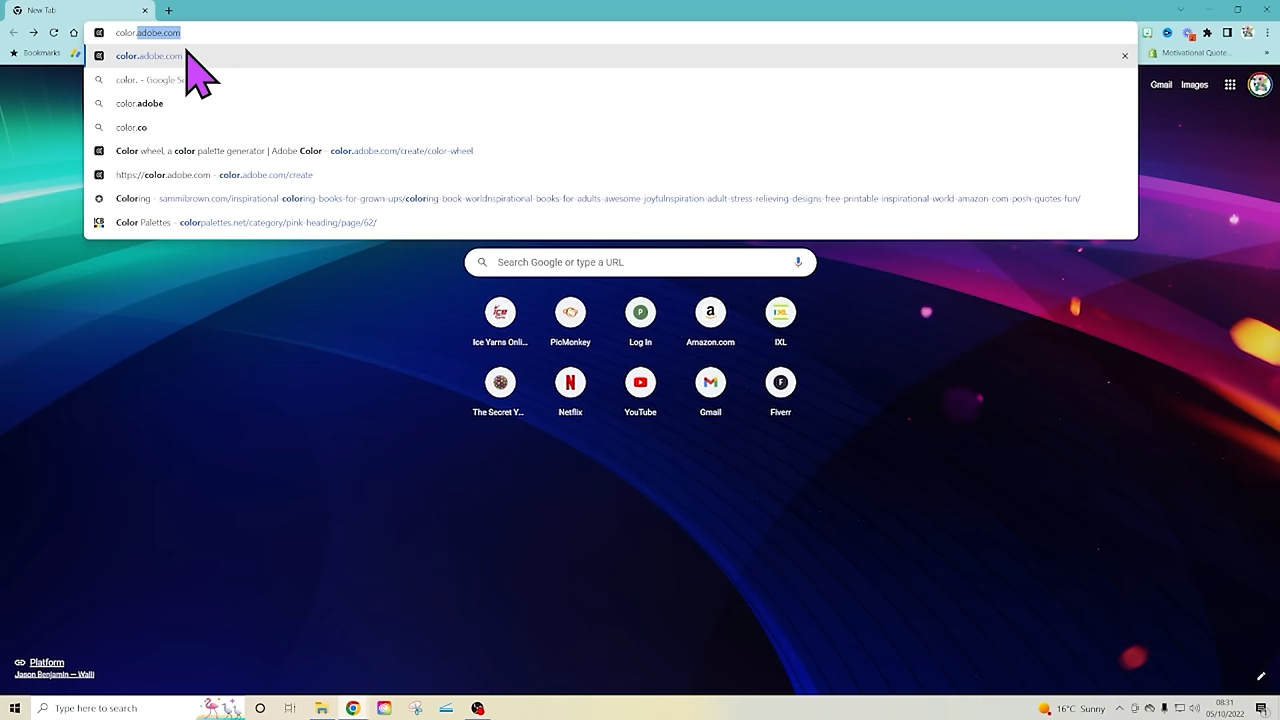 New Tab
color.adobe.com
Bookmarks
Motivational Quote...
color.adobe.com
color. - Google Se
color.adobe
color.co
Color wheel, a color palette generator | Adobe Color - color.adobe.com/create/color-wheel
https://color.adobe.com - color.adobe.com/create
Coloring - sammibrown.com/inspirational-coloring-books-for-grown-ups/coloring-book-worldnspirational-books-for-adults-awesome-joyfulnspiration-adult-stress-relieving-designs-free-printable-inspirational-world-amazon-com-posh-quotes-fun/
Color Palettes - colorpalettes.net/category/pink-heading/page/62/
Gmail Images
Search Google or type a URL
Ice Yarns Onli... PicMonkey Log In Amazon.com IXL
The Secret Y... Netflix YouTube Gmail Fiverr
Platform
Jason Benjamin — Walli
Type here to search
16°C Sunny
08:31
05/10/2022